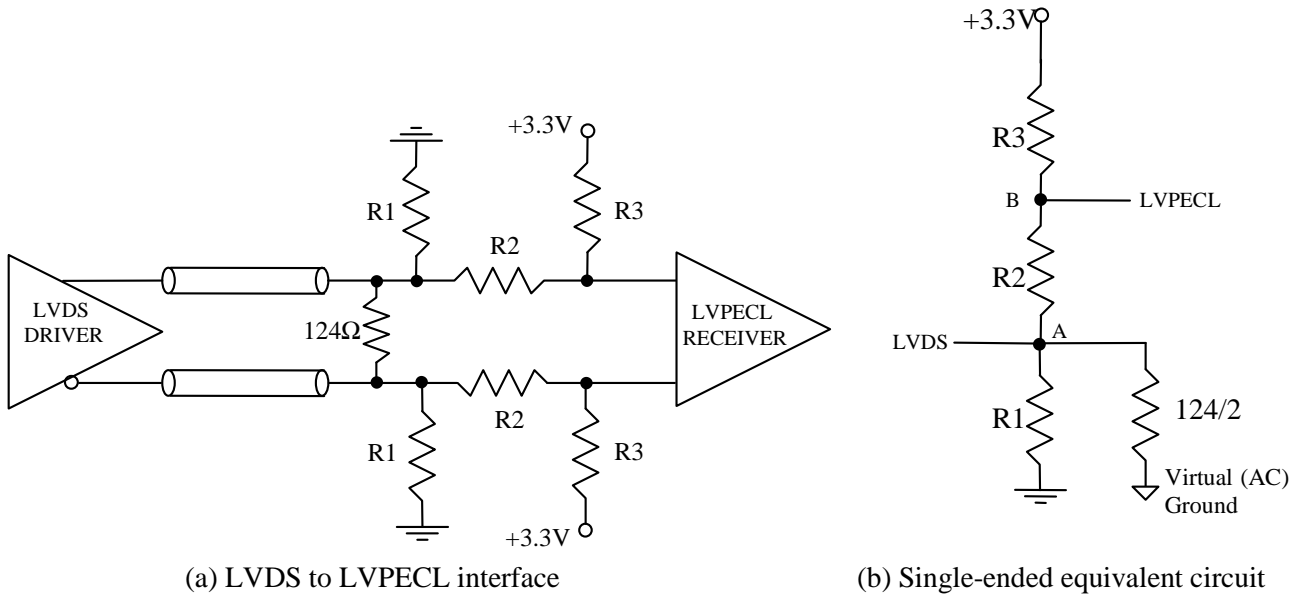 +3.3V
R1
R3
R2
LVDS
DRIVER
124Ω
LVPECL
RECEIVER
R2
R1
R3
+3.3V
(a) LVDS to LVPECL interface
+3.3V
R3
B
LVPECL
R2
A
LVDS
R1
124/2
Virtual (AC)
Ground
(b) Single-ended equivalent circuit